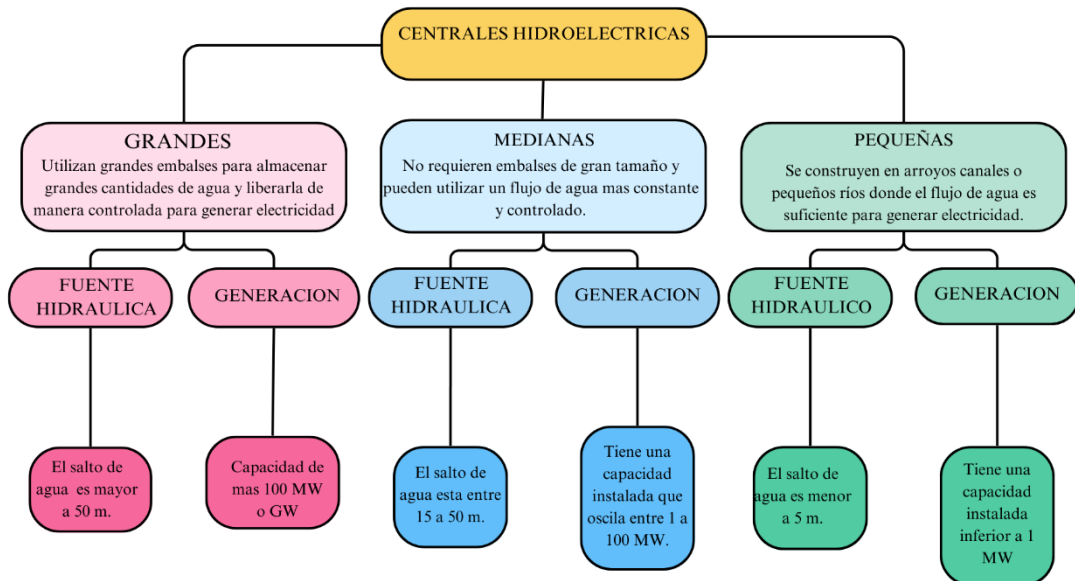 CENTRALES HIDROELECTRICAS
GRANDES
Utilizan grandes embalses para almacenar
grandes cantidades de agua y liberarla de
manera controlada para generar electricidad
MEDIANAS
No requieren embalses de gran tamaño y
pueden utilizar un flujo de agua mas constante
y controlado.
PEQUEÑAS
Se construyen en arroyos canales o
pequeños ríos donde el flujo de agua es
suficiente para generar electricidad.
FUENTE
HIDRAULICA
GENERACION
FUENTE
HIDRAULICA
GENERACION
FUENTE
HIDRAULICO
GENERACION
El salto de
agua es mayor
a 50 m.
Capacidad de
mas 100 MW
o GW
El salto de
agua esta entre
15 a 50 m.
Tiene una
capacidad
instalada que
oscila entre 1 a
100 MW.
El salto de
agua es menor
a 5 m.
Tiene una
capacidad
instalada
inferior a 1
MW